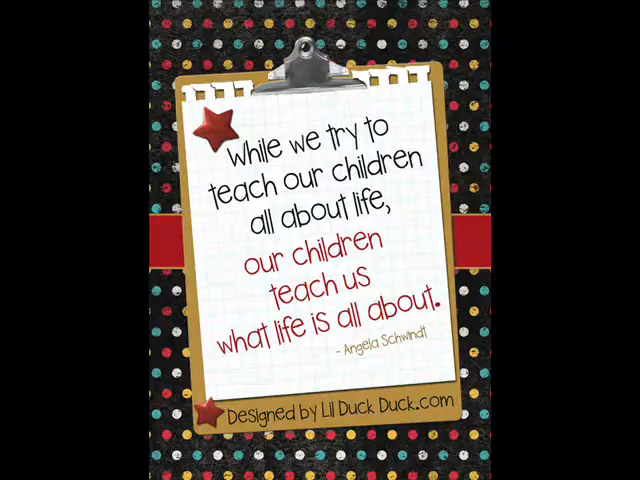 While we try to
teach our children
all about life,
our children
teach us
what life is all about.
- Angela Schwindt
Designed by Lil Duck Duck.com